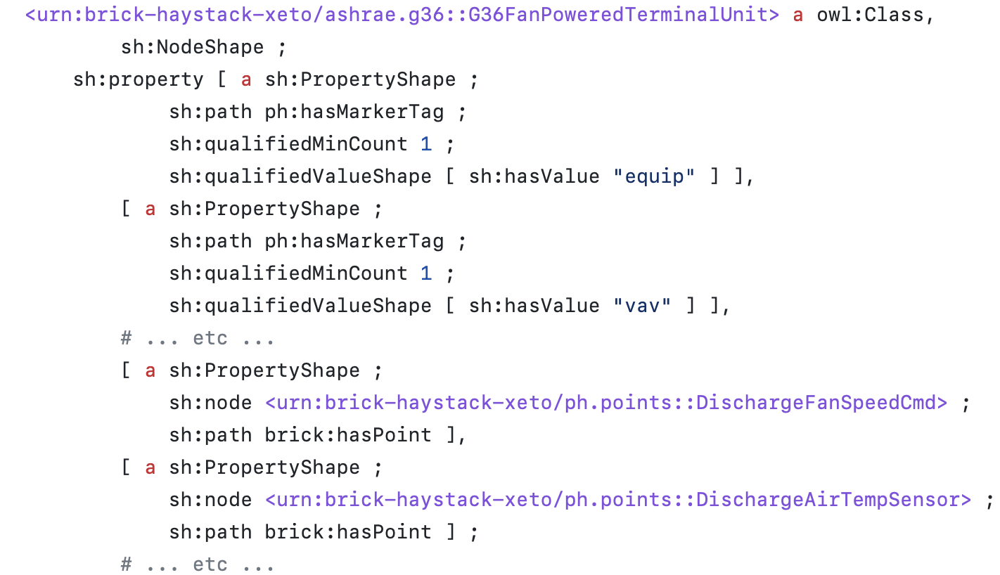 <urn:brick-haystack-xeto/ashrae.g36::G36FanPoweredTerminalUnit> a owl:Class,
sh:NodeShape ;
sh:property [ a sh:PropertyShape ;
sh:path ph:hasMarkerTag ;
sh:qualifiedMinCount 1 ;
sh:qualifiedValueShape [ sh:hasValue "equip" ] ],
[ a sh:PropertyShape ;
sh:path ph:hasMarkerTag ;
sh:qualifiedMinCount 1 ;
sh:qualifiedValueShape [ sh:hasValue "vav" ] ],
# ... etc ...
[ a sh:PropertyShape ;
sh:node <urn:brick-haystack-xeto/ph.points::DischargeFanSpeedCmd> ;
sh:path brick:hasPoint ],
[ a sh:PropertyShape ;
sh:node <urn:brick-haystack-xeto/ph.points::DischargeAirTempSensor> ;
sh:path brick:hasPoint ] ;
# ... etc ...